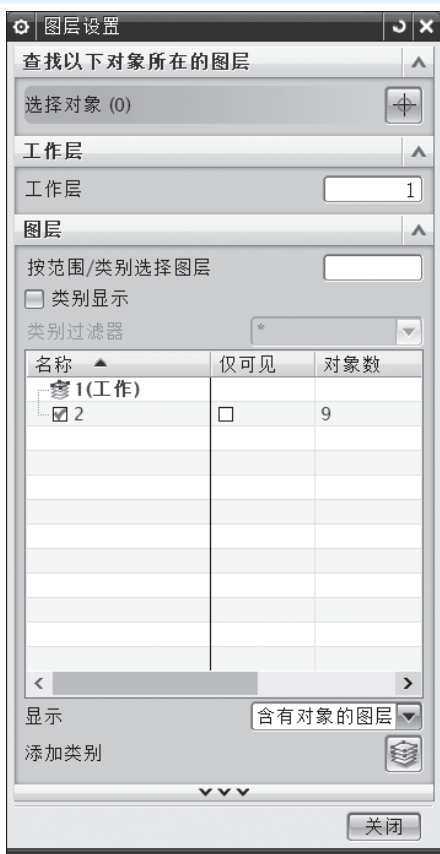 图层设置
查找以下对象所在的图层
选择对象 (0)
工作层
工作层 1
图层
按范围/类别选择图层
类别显示
类别过滤器 *
名称 仅可见 对象数
1(工作)
2 9
显示 含有对象的图层
添加类别
关闭